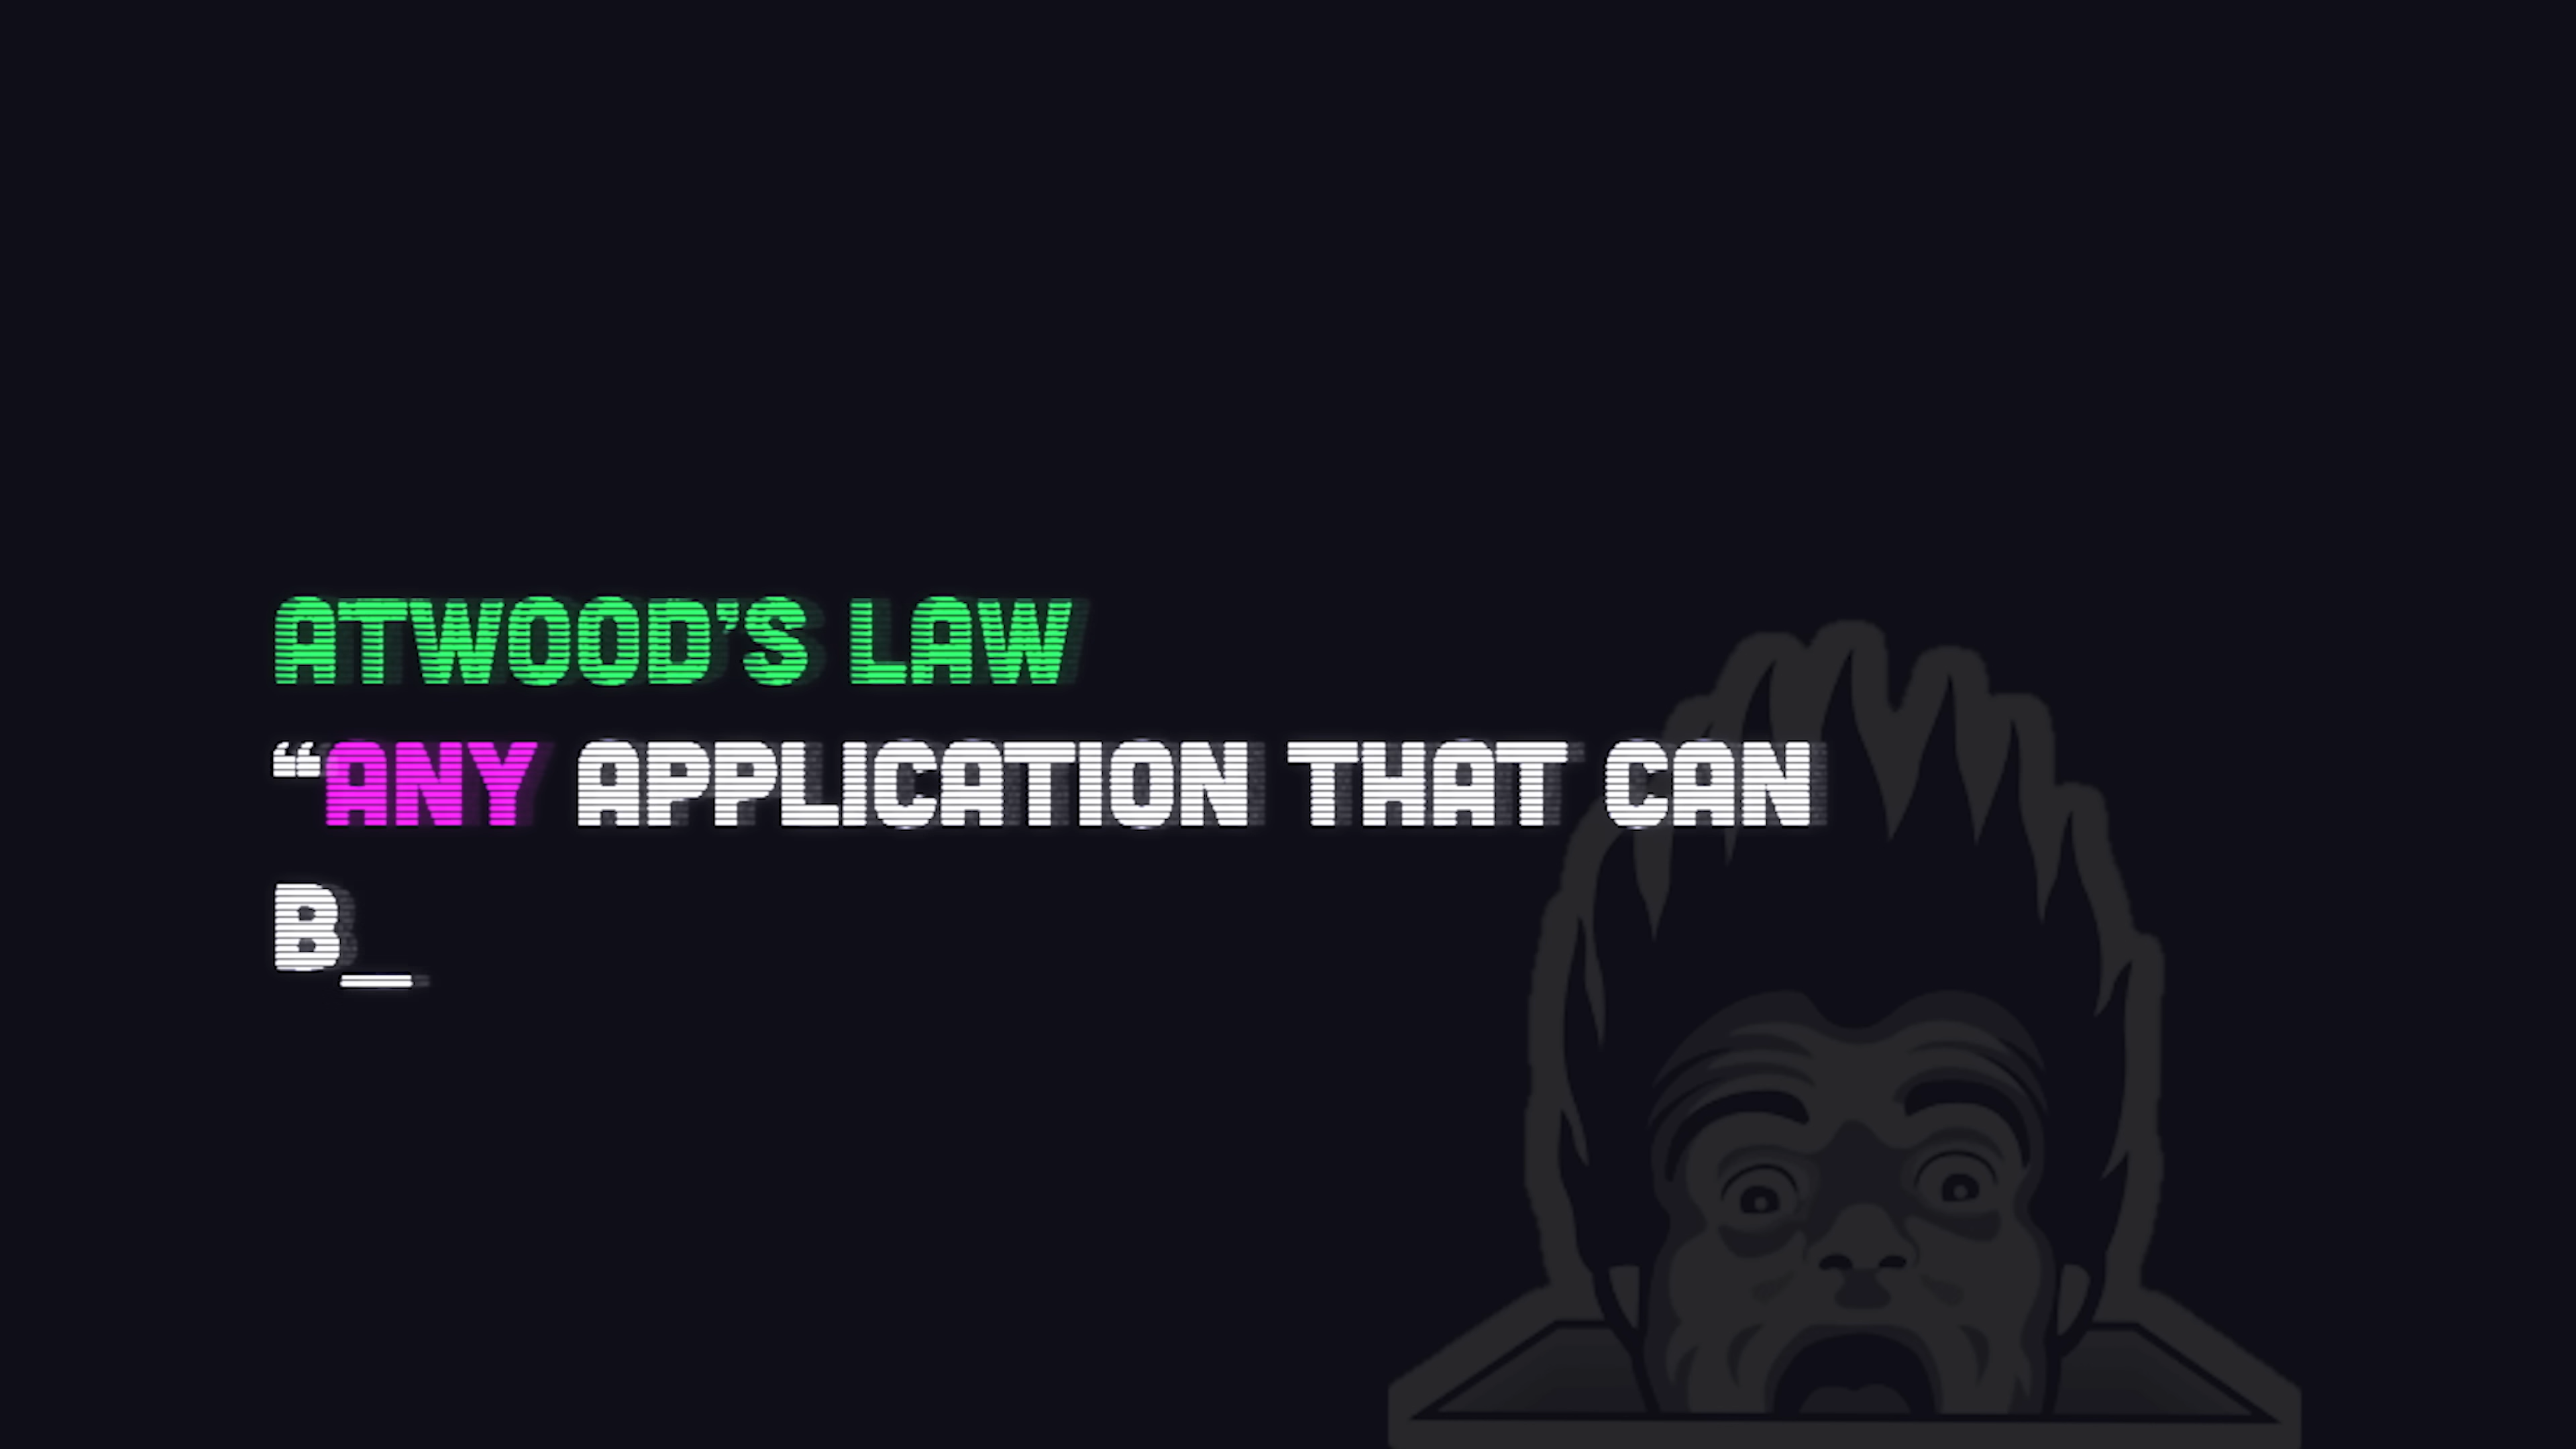 ATWOOD’S LAW
“ANY APPLICATION THAT CAN
B_